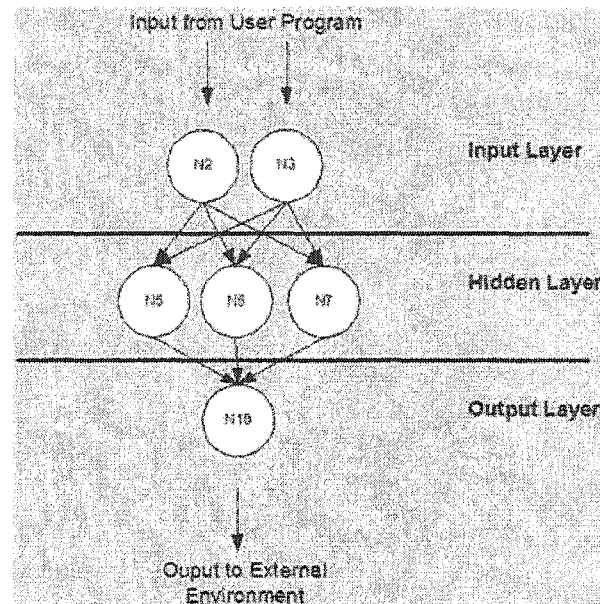 Input from User Program
N2 N3
Input Layer
N5 N6 N7
Hidden Layer
N10
Output Layer
Ouput to External
Environment